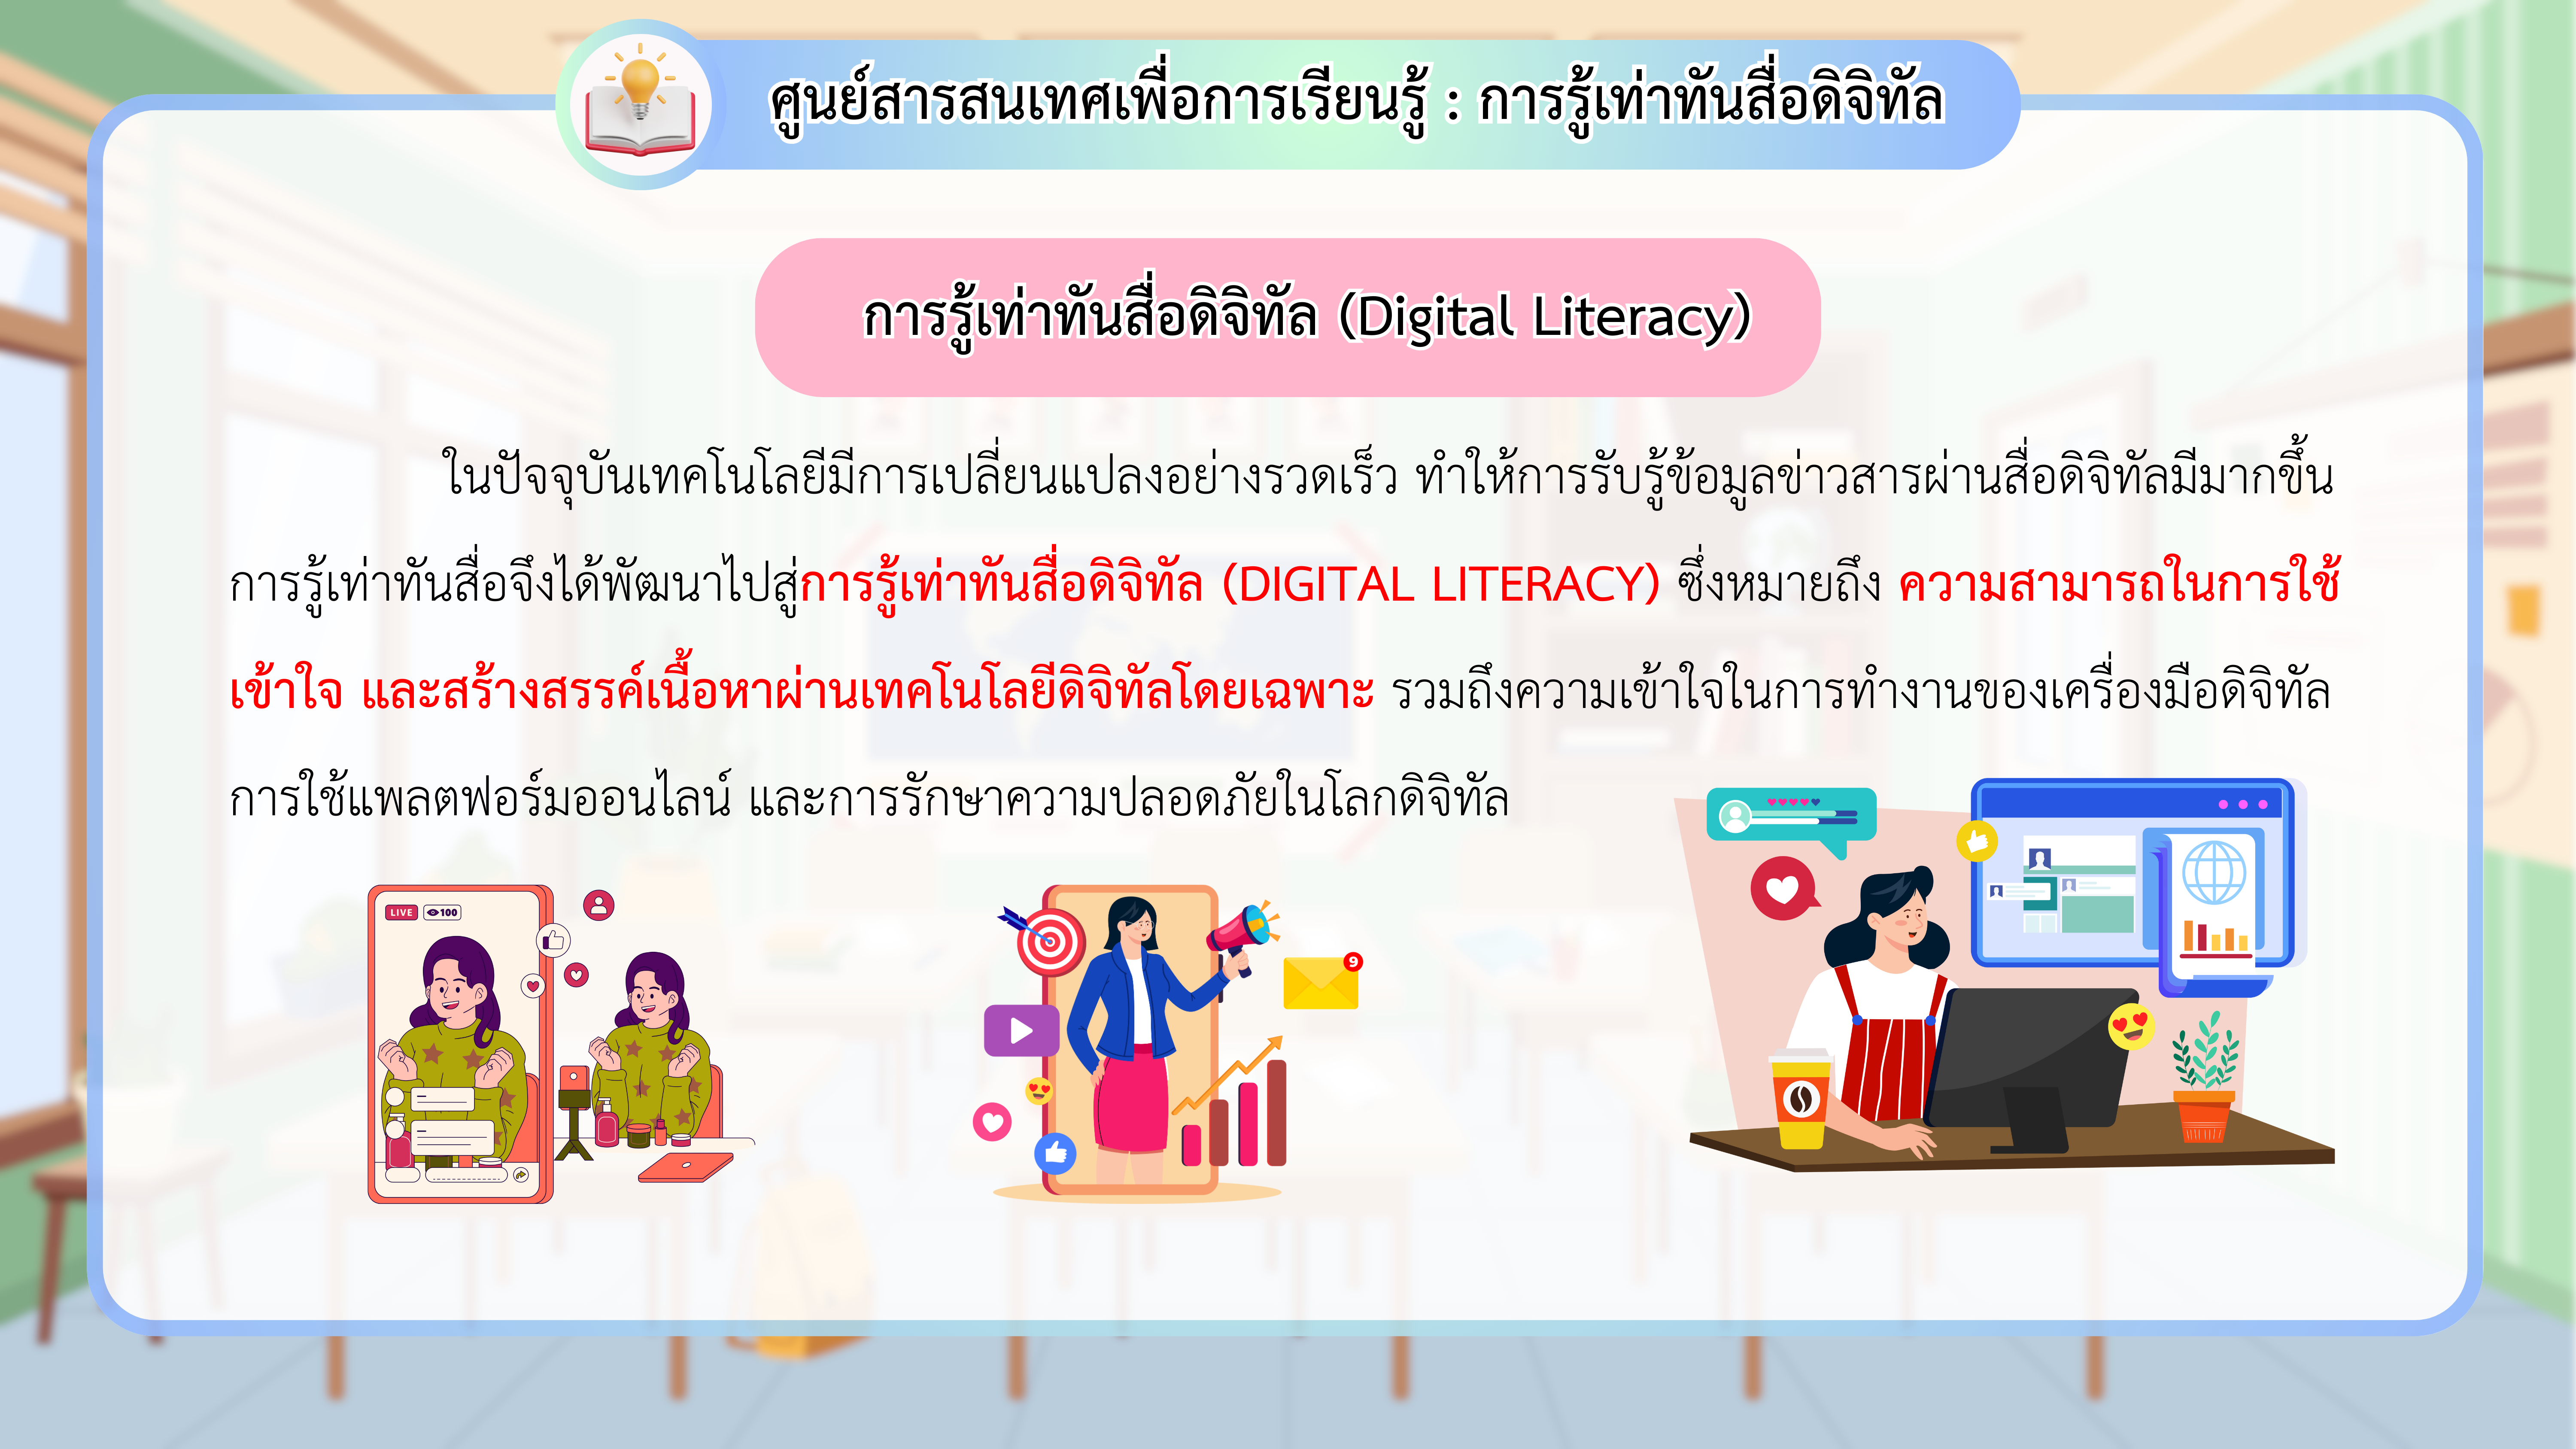 ศูนย์สารสนเทศเพื่อการเรียนรู้ : การรู้เท่าทันสื่อดิจิทัล
การรู้เท่าทันสื่อดิจิทัล (Digital Literacy)
ในปัจจุบันเทคโนโลยีมีการเปลี่ยนแปลงอย่างรวดเร็ว ทำให้การรับรู้ข้อมูลข่าวสารผ่านสื่อดิจิทัลมีมากขึ้น
การรู้เท่าทันสื่อจึงได้พัฒนาไปสู่การรู้เท่าทันสื่อดิจิทัล (DIGITAL LITERACY) ซึ่งหมายถึง ความสามารถในการใช้
เข้าใจ และสร้างสรรค์เนื้อหาผ่านเทคโนโลยีดิจิทัลโดยเฉพาะ รวมถึงความเข้าใจในการทำงานของเครื่องมือดิจิทัล
การใช้แพลตฟอร์มออนไลน์ และการรักษาความปลอดภัยในโลกดิจิทัล
LIVE 100
9